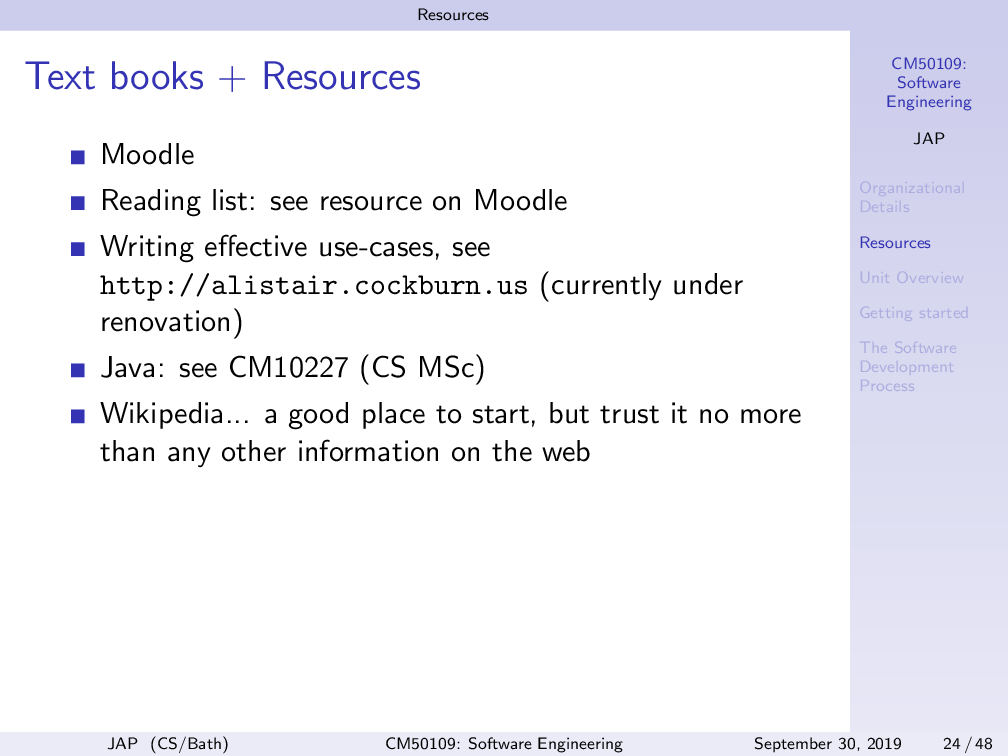 Resources
Text books + Resources
Moodle
Reading list: see resource on Moodle
Writing effective use-cases, see
http://alistair.cockburn.us (currently under
renovation)
Java: see CM10227 (CS MSc)
Wikipedia... a good place to start, but trust it no more
than any other information on the web
CM50109:
Software
Engineering
JAP
Organizational
Details
Resources
Unit Overview
Getting started
The Software
Development
Process
JAP (CS/Bath)
CM50109: Software Engineering
September 30, 2019
24 / 48